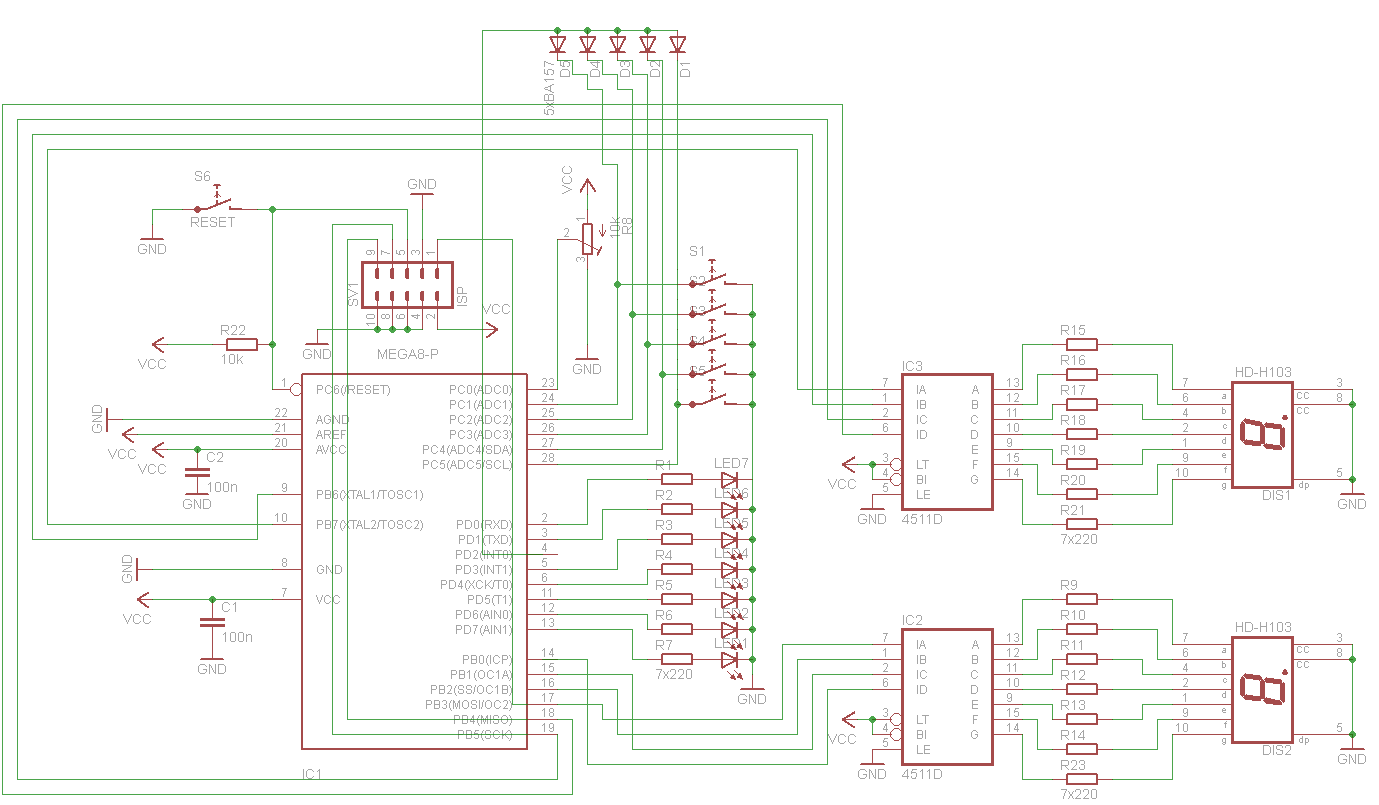 5xBA157
D5
D4
D3
D2
D1
S6
RESET
GND
GND
VCC
10k
R8
1
2
3
S1
S2
S3
S4
S5
SV1
ISP
9 7 5 3 1
10 8 6 4 2
VCC
GND
GND
R22
10k
VCC
MEGA8-P
1 PC6(/RESET)
22 AGND
21 AREF
20 AVCC
9 PB6(XTAL1/TOSC1)
10 PB7(XTAL2/TOSC2)
8 GND
7 VCC
PC0(ADC0) 23
PC1(ADC1) 24
PC2(ADC2) 25
PC3(ADC3) 26
PC4(ADC4/SDA) 27
PC5(ADC5/SCL) 28
PD0(RXD) 2
PD1(TXD) 3
PD2(INT0) 4
PD3(INT1) 5
PD4(XCK/T0) 6
PD5(T1) 11
PD6(AIN0) 12
PD7(AIN1) 13
PB0(ICP) 14
PB1(OC1A) 15
PB2(SS/OC1B) 16
PB3(MOSI/OC2) 17
PB4(MISO) 18
PB5(SCK) 19
IC1
GND
VCC
VCC
C2
100n
GND
GND
VCC
C1
100n
GND
R1
R2
R3
R4
R5
R6
R7
7x220
LED7
LED6
LED5
LED4
LED3
LED2
LED1
GND
IC3
7 IA A 13
1 IB B 12
2 IC C 11
6 ID D 10
E 9
3 LT F 15
4 BI G 14
5 LE
4511D
VCC
GND
R15
R16
R17
R18
R19
R20
R21
7x220
HD-H103
7 a
6 b
4 c
2 d
1 e
9 f
10 g
CC 3
CC 8
dp 5
DIS1
GND
IC2
7 IA A 13
1 IB B 12
2 IC C 11
6 ID D 10
E 9
3 LT F 15
4 BI G 14
5 LE
4511D
VCC
GND
R9
R10
R11
R12
R13
R14
R23
7x220
HD-H103
7 a
6 b
4 c
2 d
1 e
9 f
10 g
CC 3
CC 8
dp 5
DIS2
GND